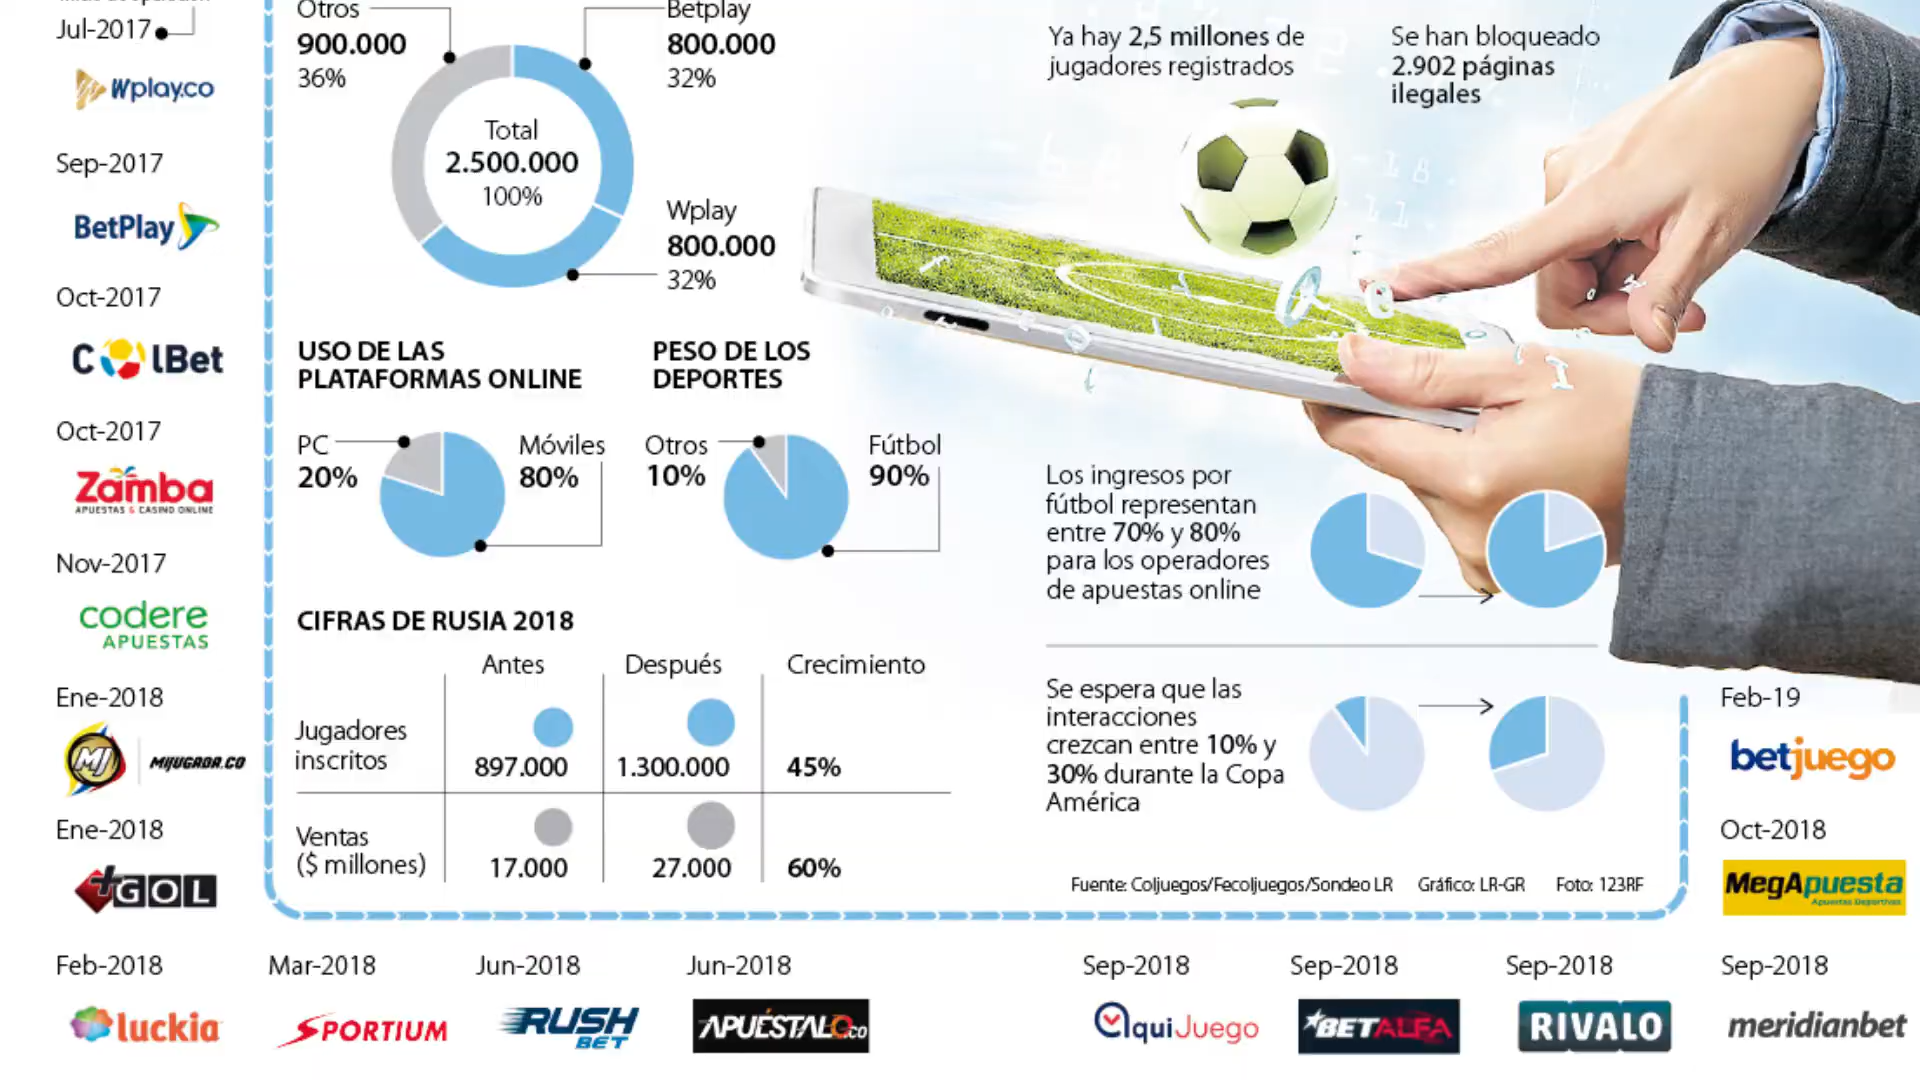 Jul-2017
Wplay.co
Sep-2017
BetPlay
Oct-2017
ColBet
Oct-2017
Zamba
APUESTAS & CASINO ONLINE
Nov-2017
codere
APUESTAS
Ene-2018
MJ
MIJUGADA.CO
Ene-2018
+GOL
Feb-2018
luckia
Mar-2018
SPORTIUM
Jun-2018
RUSH
BET
Jun-2018
APUÉSTALO.co
Sep-2018
aquiJuego
Sep-2018
BETALFA
Sep-2018
RIVALO
Sep-2018
meridianbet
Oct-2018
MegApuesta
Apuestas Deportivas
Feb-19
betjuego
Otros
900.000
36%
Betplay
800.000
32%
Total
2.500.000
100%
Wplay
800.000
32%
USO DE LAS
PLATAFORMAS ONLINE
PC
20%
Móviles
80%
PESO DE LOS
DEPORTES
Otros
10%
Fútbol
90%
CIFRAS DE RUSIA 2018
Antes Después Crecimiento
Jugadores
inscritos
897.000 1.300.000 45%
Ventas
($ millones)
17.000 27.000 60%
Ya hay 2,5 millones de
jugadores registrados
Se han bloqueado
2.902 páginas
ilegales
Los ingresos por
fútbol representan
entre 70% y 80%
para los operadores
de apuestas online
Se espera que las
interacciones
crezcan entre 10% y
30% durante la Copa
América
Fuente: Coljuegos/Fecoljuegos/Sondeo LR Gráfico: LR-GR Foto: 123RF